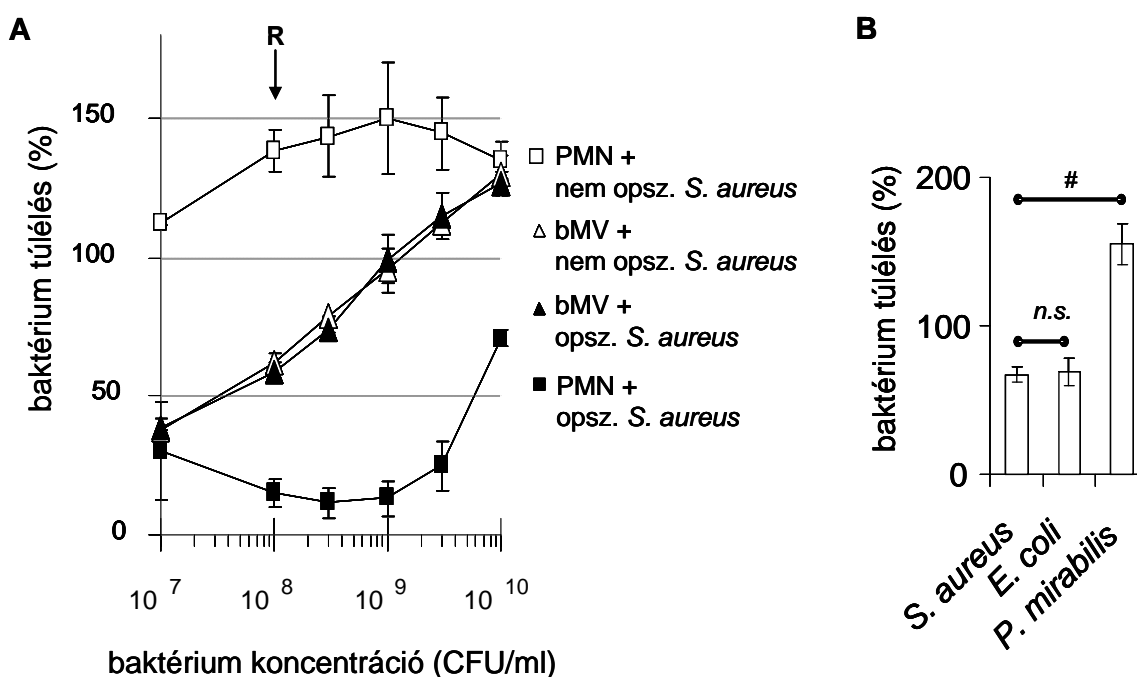 A
R
baktérium túlélés (%)
150
100
50
0
10 7
10 8
10 9
10 10
baktérium koncentráció (CFU/ml)
PMN +
nem opsz. S. aureus
bMV +
nem opsz. S. aureus
bMV +
opsz. S. aureus
PMN +
opsz. S. aureus
B
baktérium túlélés (%)
200
100
0
#
n.s.
S. aureus
E. coli
P. mirabilis